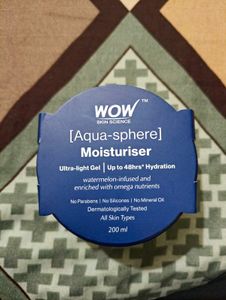 WOW™
SKIN SCIENCE
[Aqua-sphere]
Moisturiser
Ultra-light Gel | Up to 48hrs* Hydration
watermelon-infused and
enriched with omega nutrients
No Parabens | No Silicones | No Mineral Oil
Dermatologically Tested
All Skin Types
200 ml